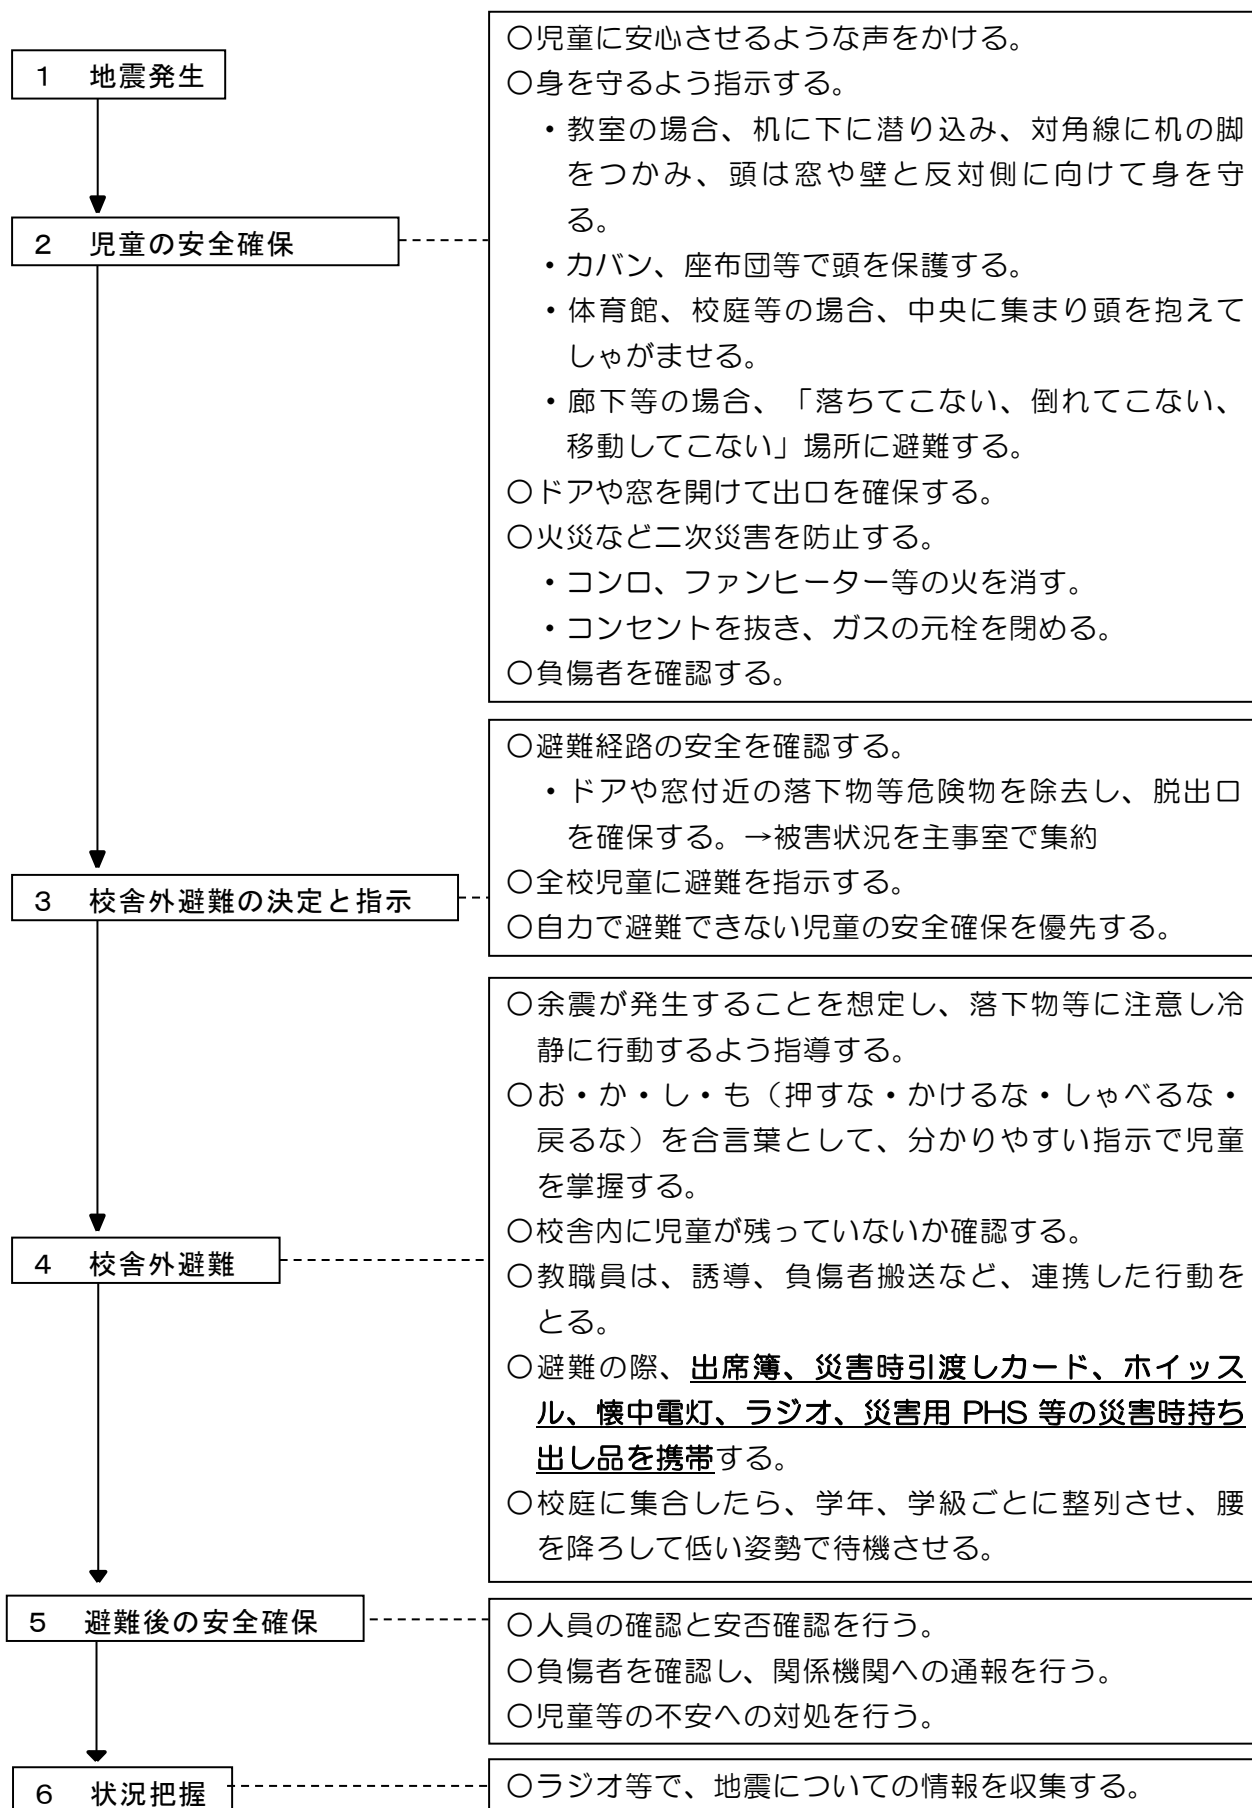 １　地震発生
○児童に安心させるような声をかける。
○身を守るよう指示する。
・教室の場合、机に下に潜り込み、対角線に机の脚
をつかみ、頭は窓や壁と反対側に向けて身を守
る。
・カバン、座布団等で頭を保護する。
・体育館、校庭等の場合、中央に集まり頭を抱えて
しゃがませる。
・廊下等の場合、「落ちてこない、倒れてこない、
移動してこない」場所に避難する。
○ドアや窓を開けて出口を確保する。
○火災など二次災害を防止する。
・コンロ、ファンヒーター等の火を消す。
・コンセントを抜き、ガスの元栓を閉める。
○負傷者を確認する。
２　児童の安全確保
○避難経路の安全を確認する。
・ドアや窓付近の落下物等危険物を除去し、脱出口
を確保する。→被害状況を主事室で集約
○全校児童に避難を指示する。
○自力で避難できない児童の安全確保を優先する。
３　校舎外避難の決定と指示
○余震が発生することを想定し、落下物等に注意し冷
静に行動するよう指導する。
○お・か・し・も（押すな・かけるな・しゃべるな・
戻るな）を合言葉として、分かりやすい指示で児童
を掌握する。
○校舎内に児童が残っていないか確認する。
○教職員は、誘導、負傷者搬送など、連携した行動を
とる。
○避難の際、出席簿、災害時引渡しカード、ホイッス
ル、懐中電灯、ラジオ、災害用 PHS 等の災害時持ち
出し品を携帯する。
○校庭に集合したら、学年、学級ごとに整列させ、腰
を降ろして低い姿勢で待機させる。
４　校舎外避難
５　避難後の安全確保
○人員の確認と安否確認を行う。
○負傷者を確認し、関係機関への通報を行う。
○児童等の不安への対処を行う。
６　状況把握
○ラジオ等で、地震についての情報を収集する。